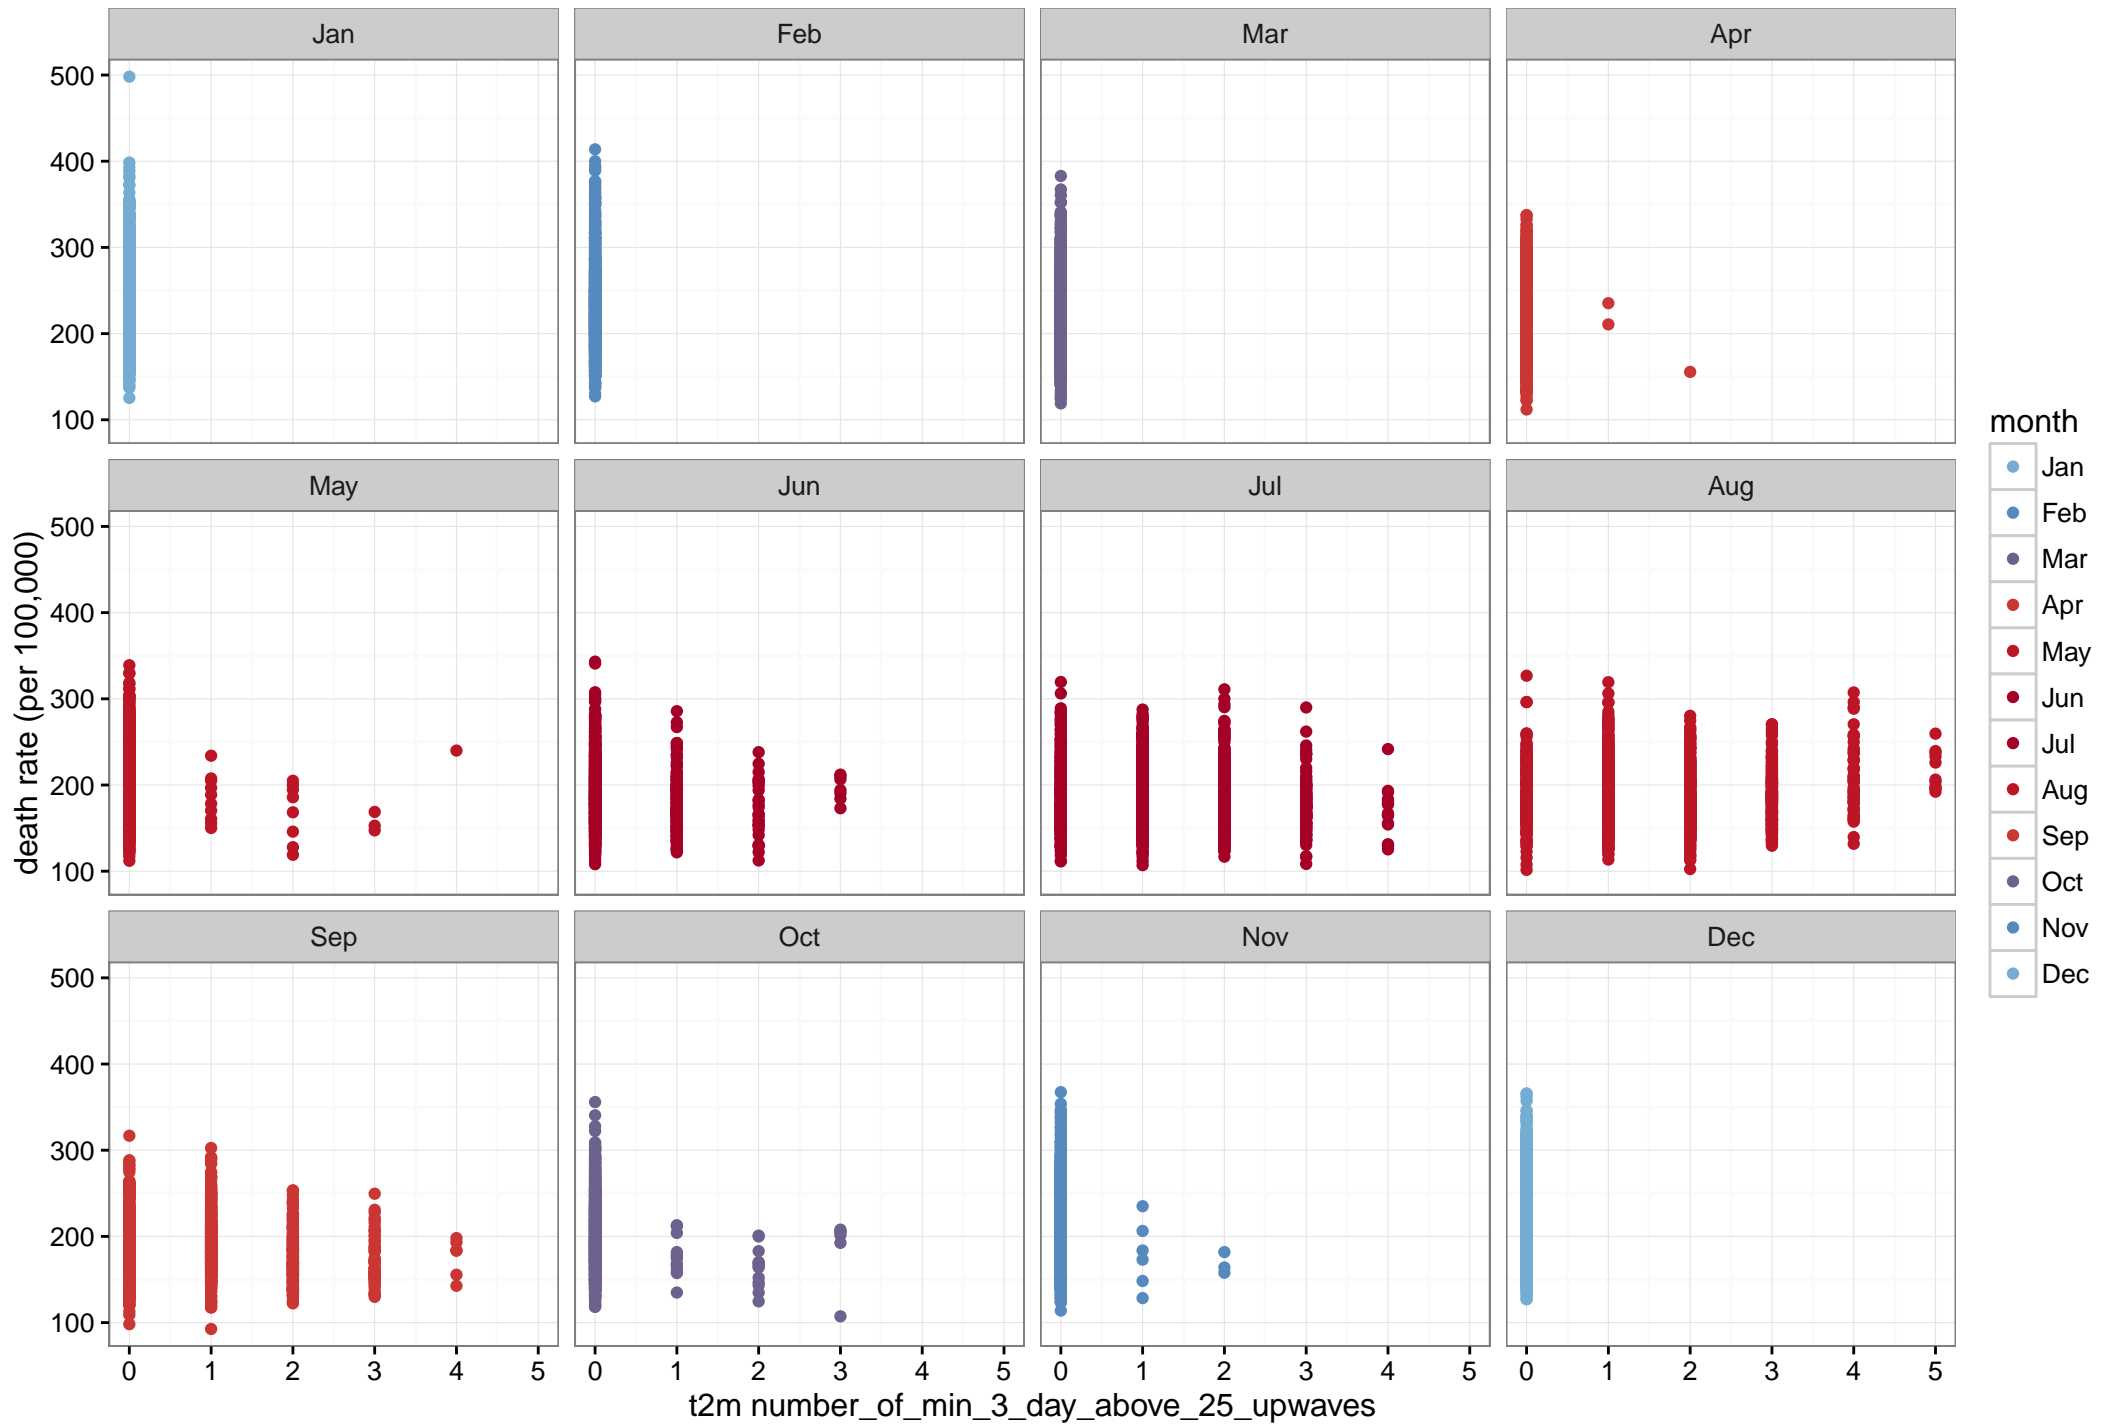 Jan Feb Mar Apr
500
400
300
200
100
May Jun Jul Aug
500
400
300
200
100
Sep Oct Nov Dec
500
400
300
200
100
0 1 2 3 4 5 0 1 2 3 4 5 0 1 2 3 4 5 0 1 2 3 4 5
t2m number_of_min_3_day_above_25_upwaves
death rate (per 100,000)
month
Jan
Feb
Mar
Apr
May
Jun
Jul
Aug
Sep
Oct
Nov
Dec